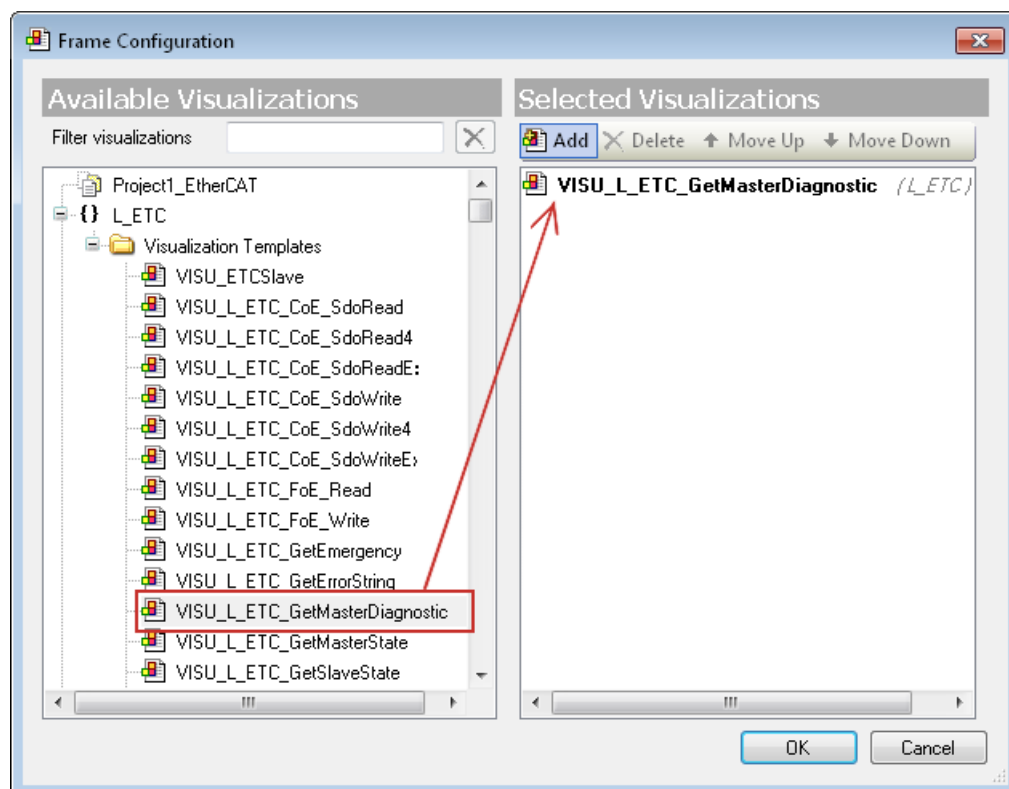 Frame Configuration
Available Visualizations
Filter visualizations
Project1_EtherCAT
{} L_ETC
Visualization Templates
VISU_ETCSlave
VISU_L_ETC_CoE_SdoRead
VISU_L_ETC_CoE_SdoRead4
VISU_L_ETC_CoE_SdoReadE:
VISU_L_ETC_CoE_SdoWrite
VISU_L_ETC_CoE_SdoWrite4
VISU_L_ETC_CoE_SdoWriteE›
VISU_L_ETC_FoE_Read
VISU_L_ETC_FoE_Write
VISU_L_ETC_GetEmergency
VISU_L_ETC_GetErrorString
VISU_L_ETC_GetMasterDiagnostic
VISU_L_ETC_GetMasterState
VISU_L_ETC_GetSlaveState
Selected Visualizations
Add Delete Move Up Move Down
VISU_L_ETC_GetMasterDiagnostic (L_ETC)
OK Cancel